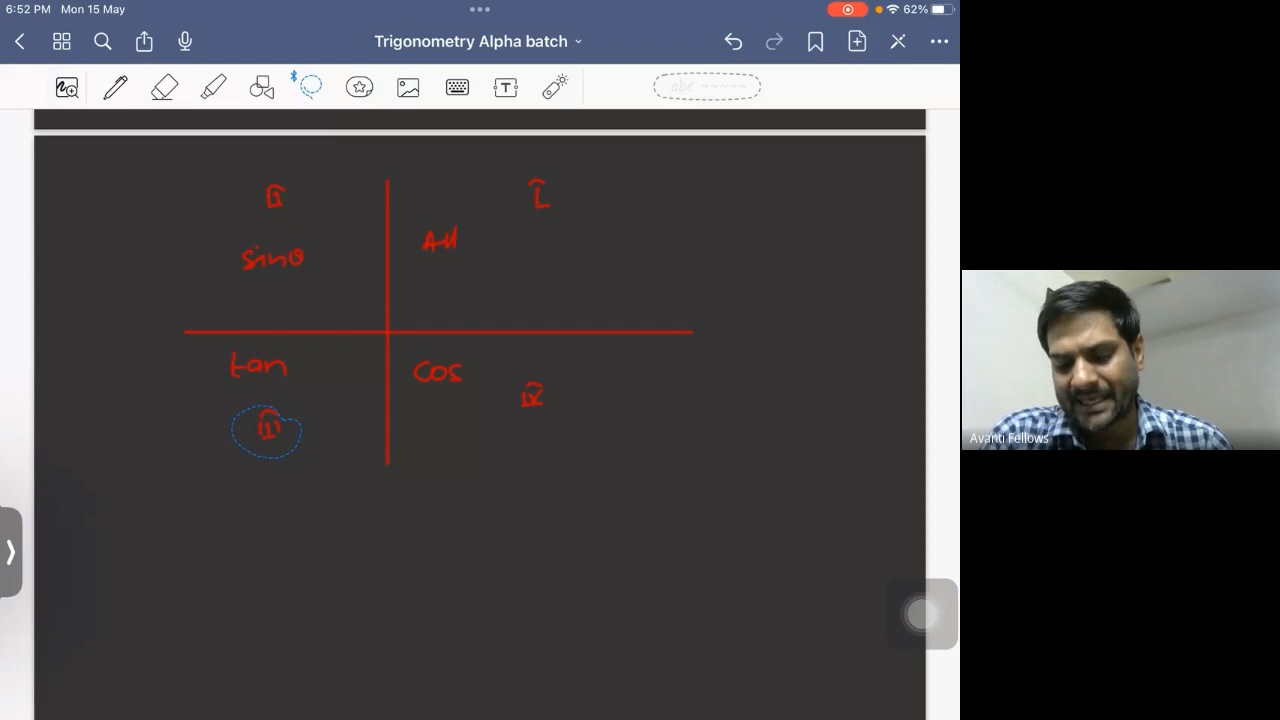 6:52 PM Mon 15 May
62%
Trigonometry Alpha batch
T
abc
II
I
sinθ
All
tan
cos
III
IV
Avanti Fellows